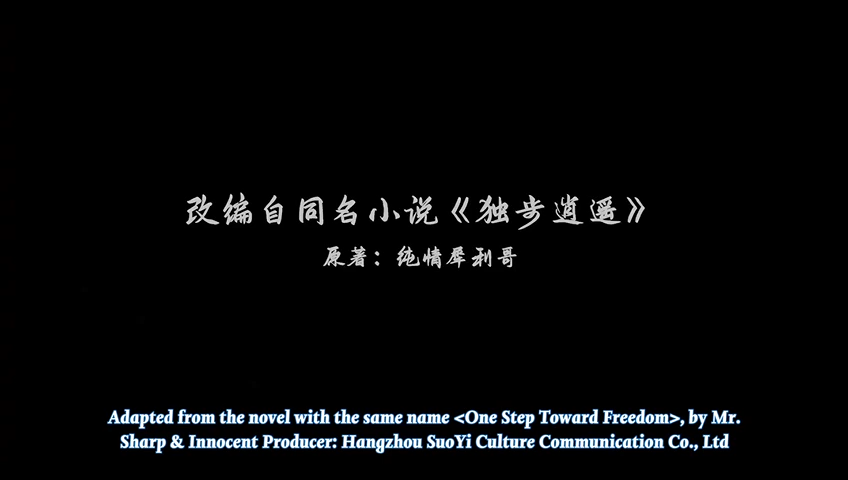 改编自同名小说《独步逍遥》
原著：纯情犀利哥
Adapted from the novel with the same name <One Step Toward Freedom>, by Mr.
Sharp & Innocent Producer: Hangzhou SuoYi Culture Communication Co., Ltd